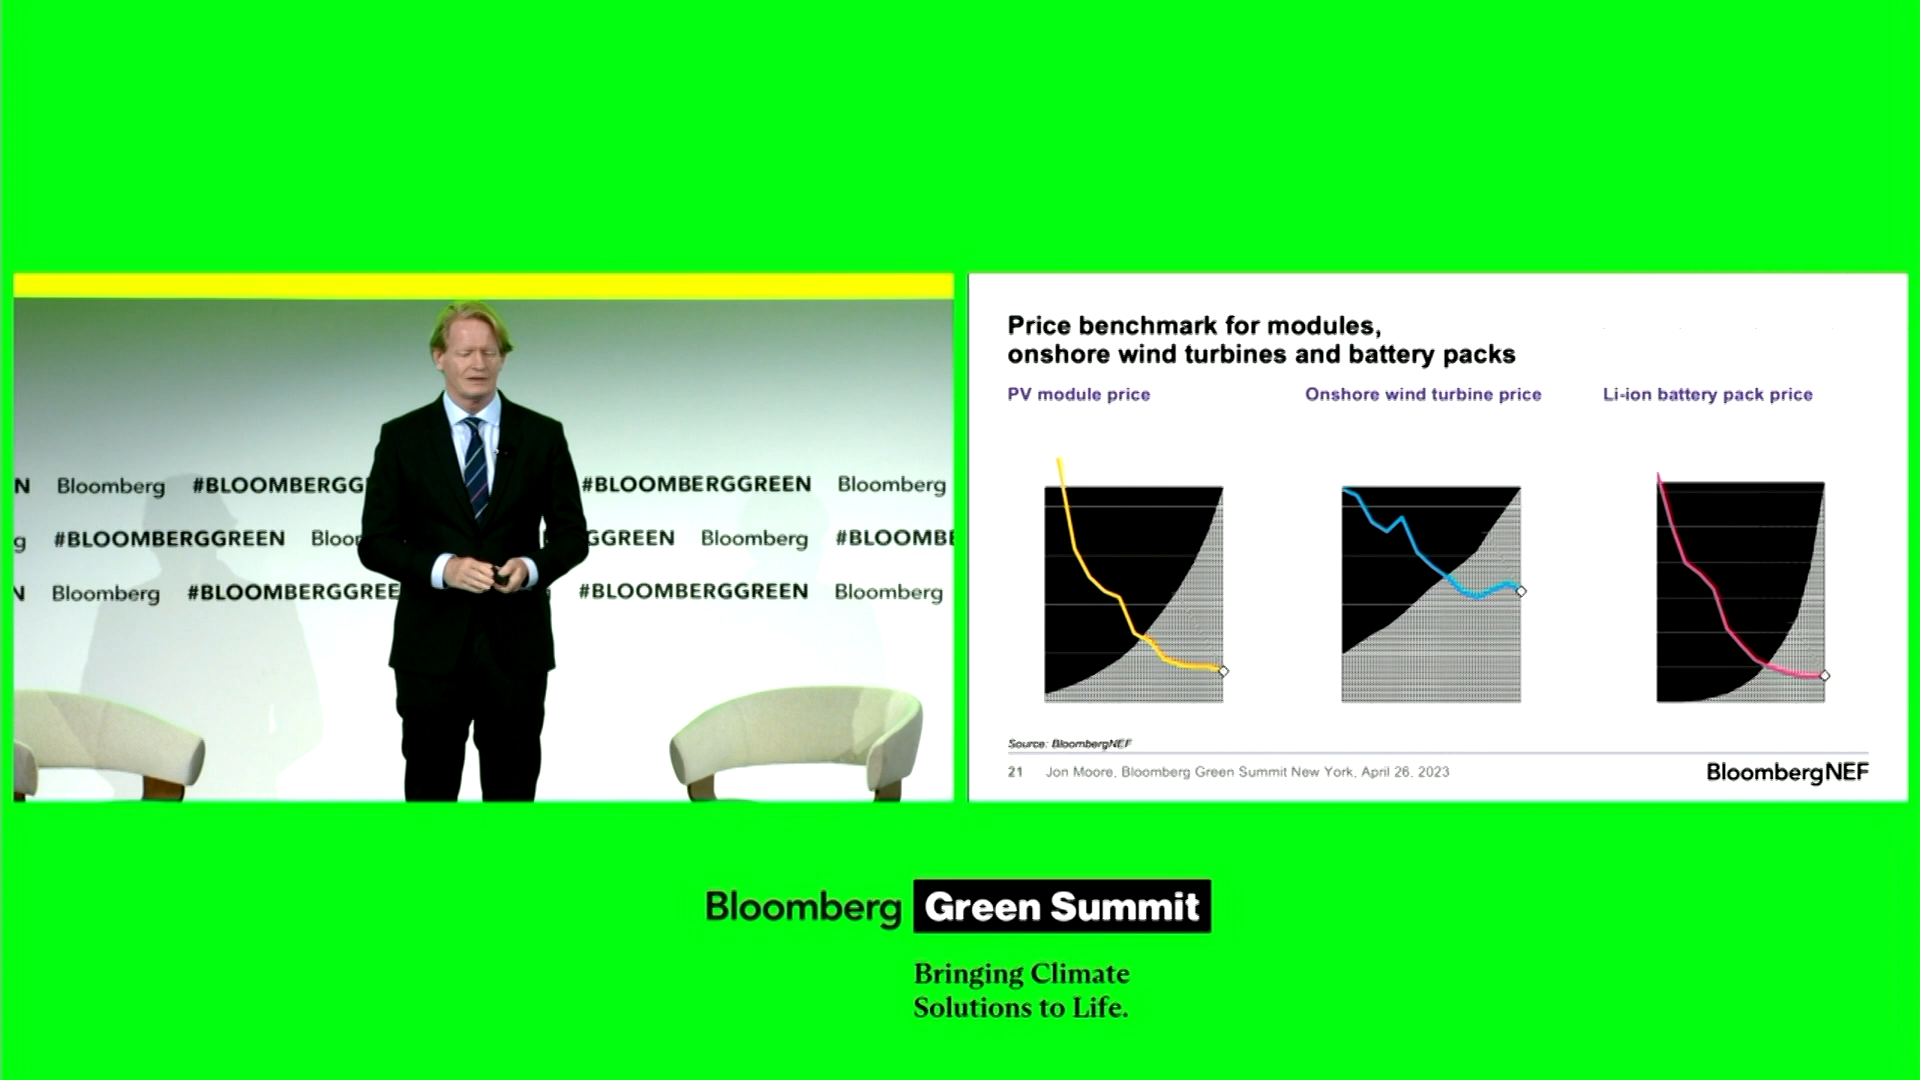 N Bloomberg #BLOOMBERGG #BLOOMBERGGREEN Bloomberg
g #BLOOMBERGGREEN Bloor GGREEN Bloomberg #BLOOMBE
N Bloomberg #BLOOMBERGGREE #BLOOMBERGGREEN Bloomberg
Price benchmark for modules,
onshore wind turbines and battery packs
PV module price
Onshore wind turbine price
Li-ion battery pack price
Source: BloombergNEF
21 Jon Moore, Bloomberg Green Summit New York, April 26, 2023
BloombergNEF
Bloomberg Green Summit
Bringing Climate
Solutions to Life.